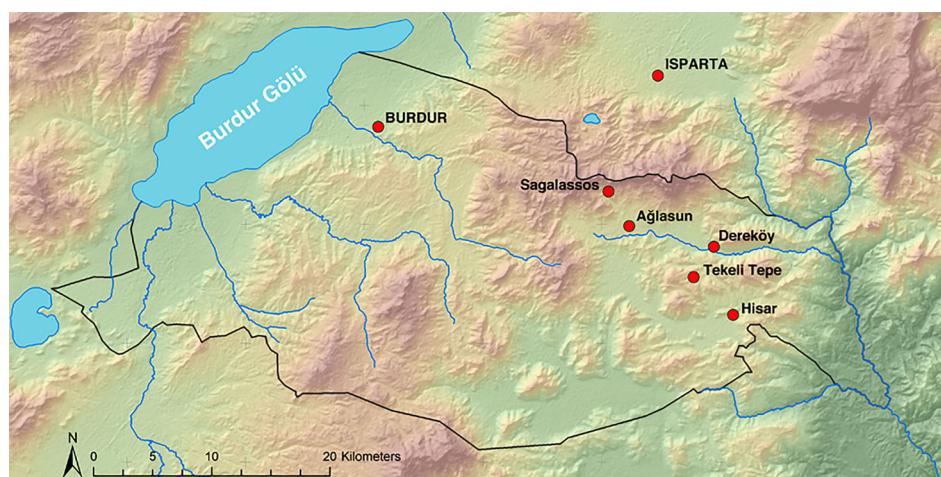 ISPARTA
Burdur Gölü
BURDUR
Sagalassos
Ağlasun
Dereköy
Tekeli Tepe
Hisar
N
0 5 10 20 Kilometers